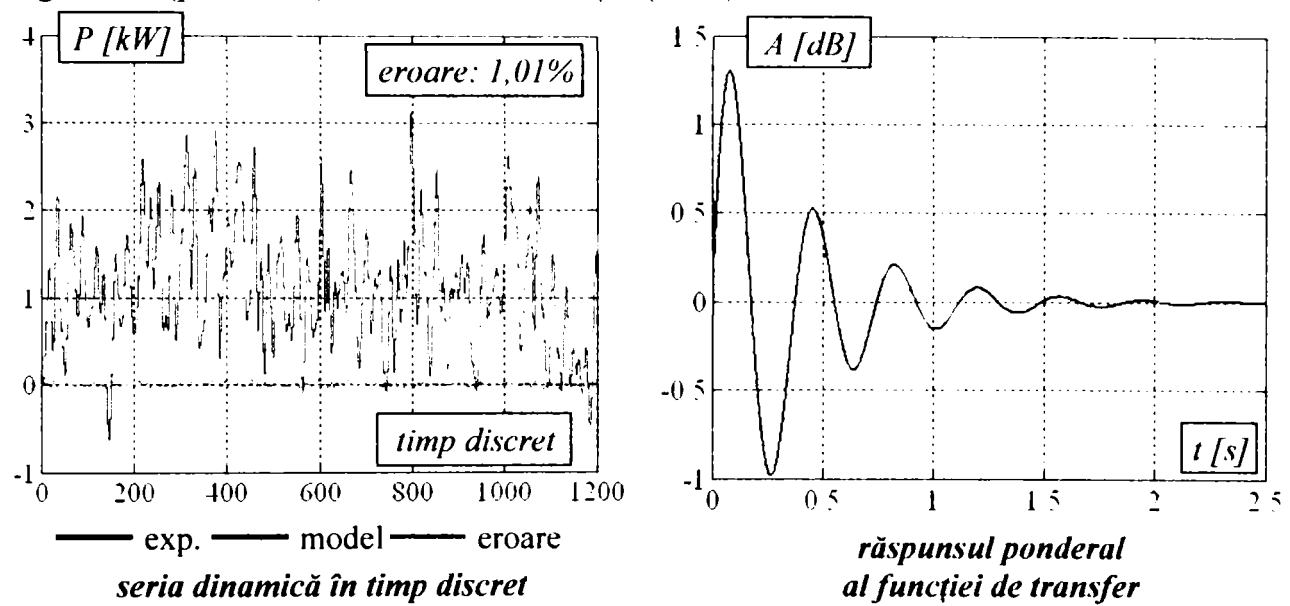 P [kW]
eroare: 1,01%
4
3
2
1
0
-1
timp discret
0 200 400 600 800 1000 1200
exp. model eroare
seria dinamică în timp discret
A [dB]
1 5
1
0 5
0
-0 5
-1
t [s]
0 0 5 1 1 5 2 2 5
răspunsul ponderal
al funcției de transfer